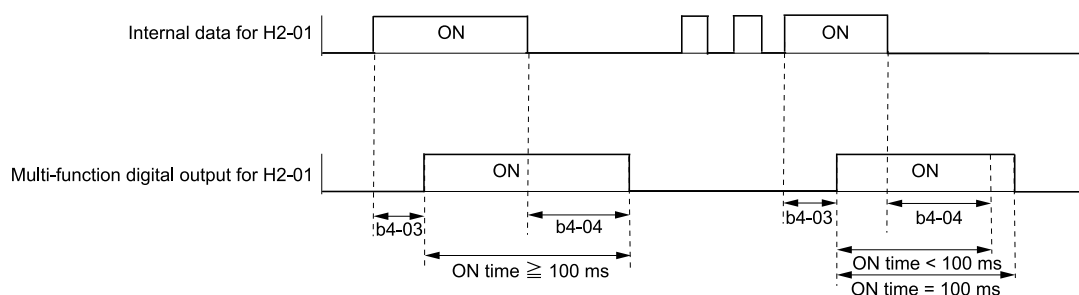 Internal data for H2-01
ON
ON
Multi-function digital output for H2-01
ON
ON
b4-03
b4-04
b4-03
b4-04
ON time ≧ 100 ms
ON time < 100 ms
ON time = 100 ms